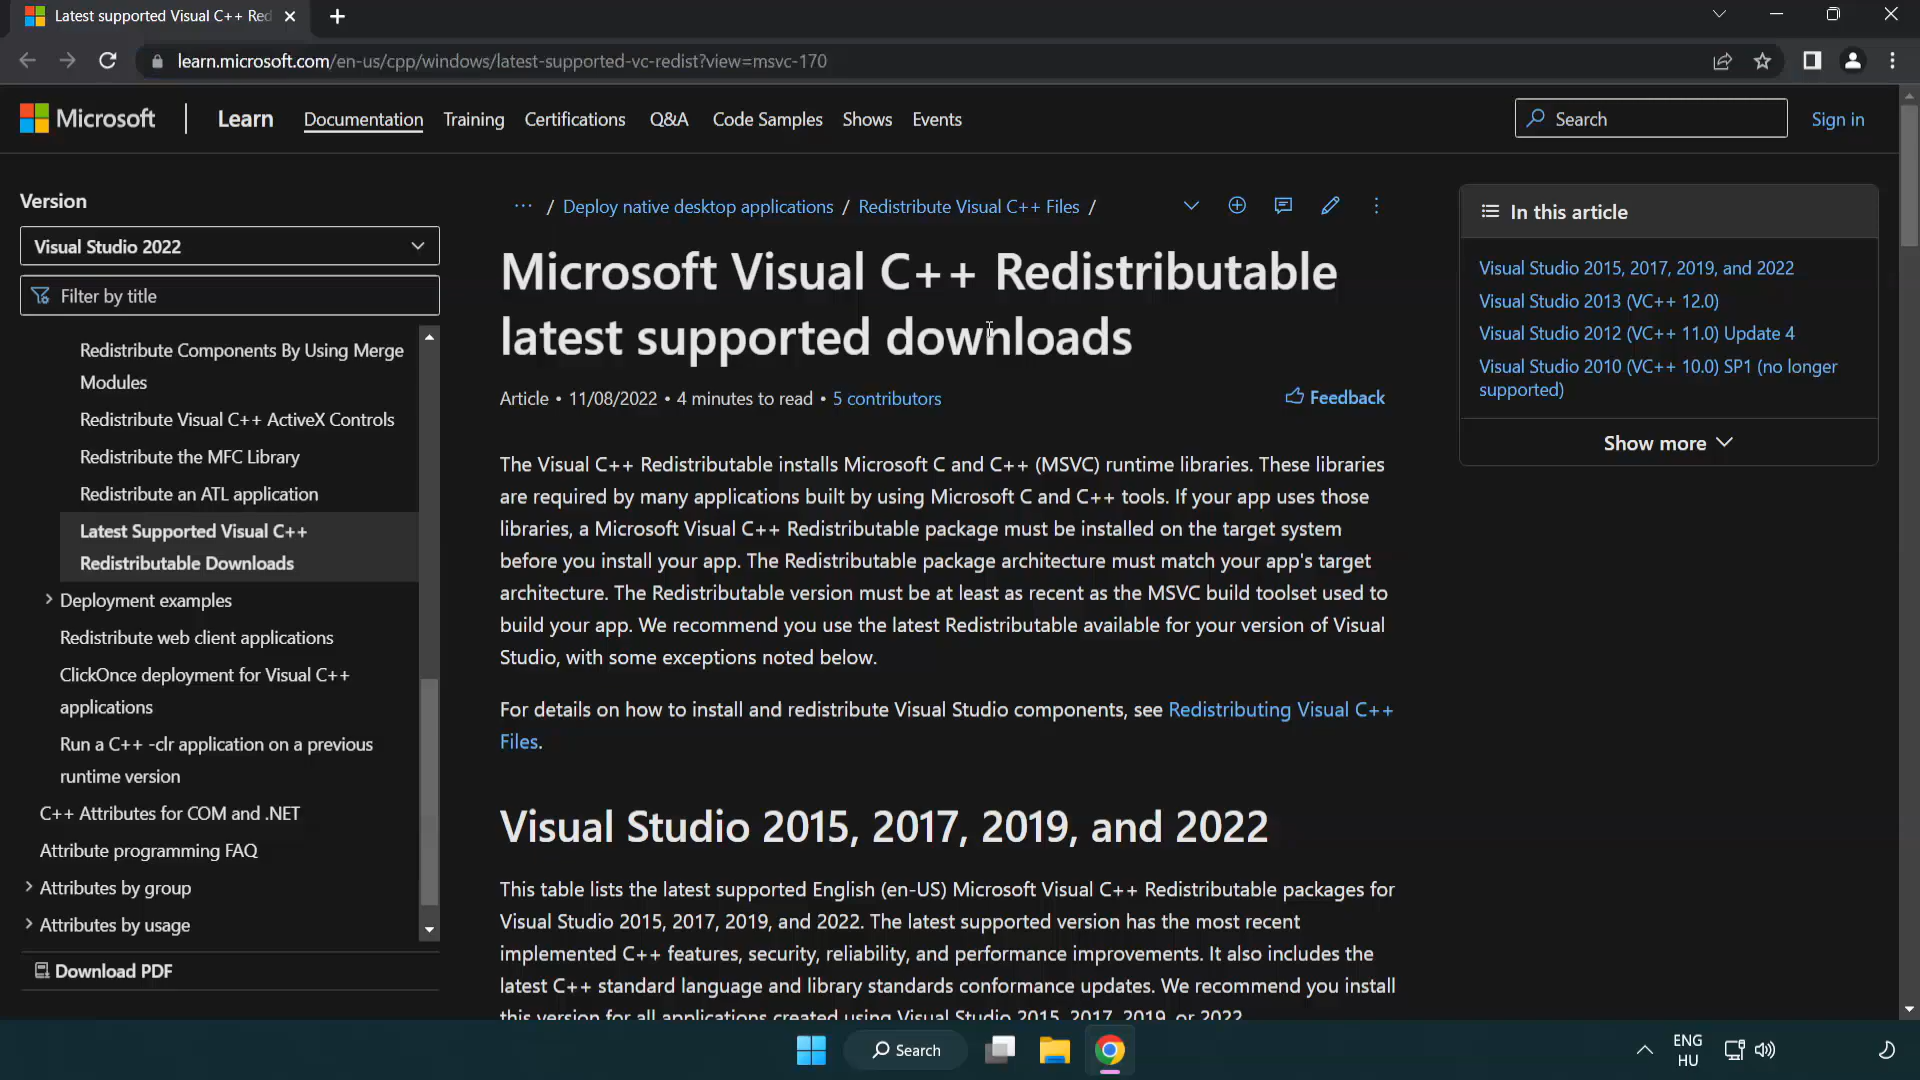 Latest supported Visual C++ Red
learn.microsoft.com/en-us/cpp/windows/latest-supported-vc-redist?view=msvc-170
Microsoft
Learn
Documentation
Training
Certifications
Q&A
Code Samples
Shows
Events
Search
Sign in
Version
Visual Studio 2022
Filter by title
Redistribute Components By Using Merge
Modules
Redistribute Visual C++ ActiveX Controls
Redistribute the MFC Library
Redistribute an ATL application
Latest Supported Visual C++
Redistributable Downloads
Deployment examples
Redistribute web client applications
ClickOnce deployment for Visual C++
applications
Run a C++ -clr application on a previous
runtime version
C++ Attributes for COM and .NET
Attribute programming FAQ
Attributes by group
Attributes by usage
Download PDF
··· / Deploy native desktop applications / Redistribute Visual C++ Files /
Microsoft Visual C++ Redistributable
latest supported downloads
Article • 11/08/2022 • 4 minutes to read • 5 contributors
Feedback
The Visual C++ Redistributable installs Microsoft C and C++ (MSVC) runtime libraries. These libraries
are required by many applications built by using Microsoft C and C++ tools. If your app uses those
libraries, a Microsoft Visual C++ Redistributable package must be installed on the target system
before you install your app. The Redistributable package architecture must match your app's target
architecture. The Redistributable version must be at least as recent as the MSVC build toolset used to
build your app. We recommend you use the latest Redistributable available for your version of Visual
Studio, with some exceptions noted below.
For details on how to install and redistribute Visual Studio components, see Redistributing Visual C++
Files.
Visual Studio 2015, 2017, 2019, and 2022
This table lists the latest supported English (en-US) Microsoft Visual C++ Redistributable packages for
Visual Studio 2015, 2017, 2019, and 2022. The latest supported version has the most recent
implemented C++ features, security, reliability, and performance improvements. It also includes the
latest C++ standard language and library standards conformance updates. We recommend you install
this version for all applications created using Visual Studio 2015, 2017, 2019, or 2022.
In this article
Visual Studio 2015, 2017, 2019, and 2022
Visual Studio 2013 (VC++ 12.0)
Visual Studio 2012 (VC++ 11.0) Update 4
Visual Studio 2010 (VC++ 10.0) SP1 (no longer
supported)
Show more
Search
ENG
HU